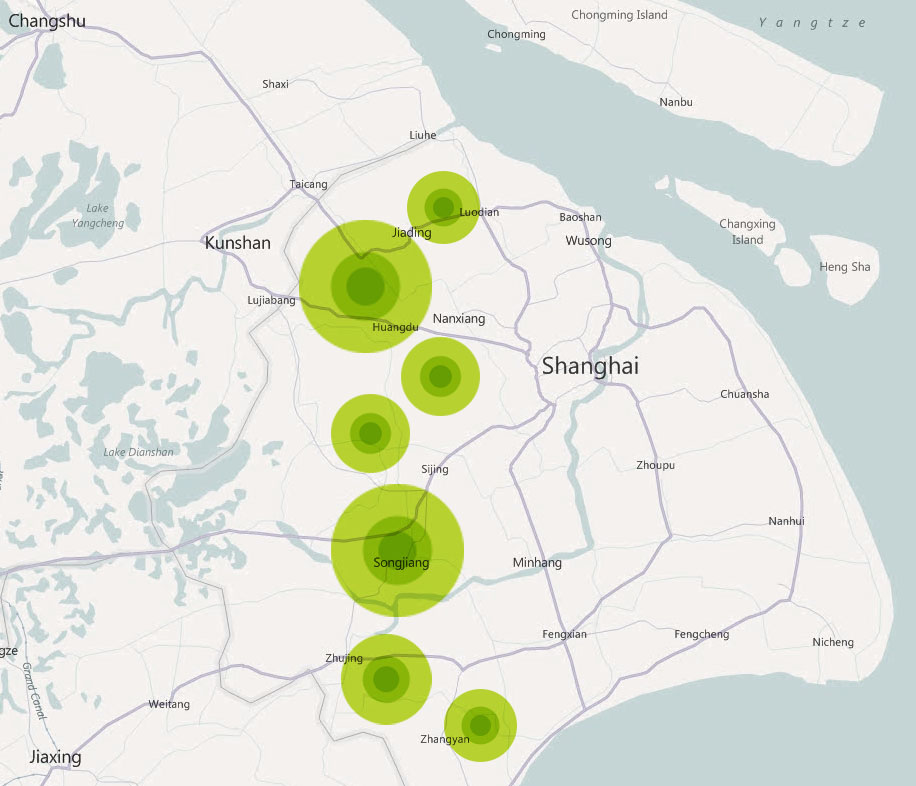 Changshu
Chongming Island
Yangtze
Chongming
Shaxi
Nanbu
Liuhe
Taicang
Lake
Yangcheng
Luodian
Baoshan
Changxing
Island
Jiading
Kunshan
Wusong
Heng Sha
Lujiabang
Nanxiang
Huangdu
Shanghai
Chuansha
Lake Dianshan
Sijing
Zhoupu
Nanhui
Songjiang
Minhang
Fengxian
Fengcheng
Nicheng
gze
Zhujing
Grand Canal
Weitang
Zhangyan
Jiaxing